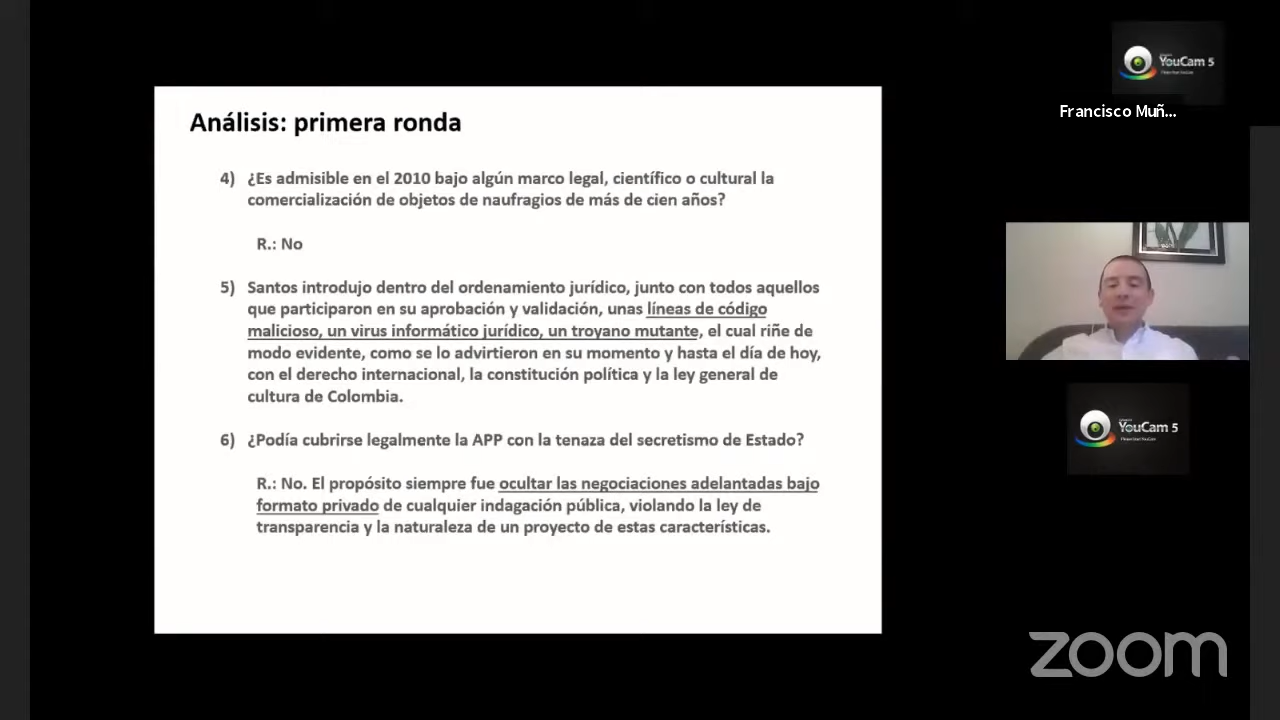 YouCam 5
Francisco Muñ...
Análisis: primera ronda
4) ¿Es admisible en el 2010 bajo algún marco legal, científico o cultural la
comercialización de objetos de naufragios de más de cien años?
R.: No
5) Santos introdujo dentro del ordenamiento jurídico, junto con todos aquellos
que participaron en su aprobación y validación, unas líneas de código
malicioso, un virus informático jurídico, un troyano mutante, el cual riñe de
modo evidente, como se lo advirtieron en su momento y hasta el día de hoy,
con el derecho internacional, la constitución política y la ley general de
cultura de Colombia.
6) ¿Podía cubrirse legalmente la APP con la tenaza del secretismo de Estado?
R.: No. El propósito siempre fue ocultar las negociaciones adelantadas bajo
formato privado de cualquier indagación pública, violando la ley de
transparencia y la naturaleza de un proyecto de estas características.
YouCam 5
zoom